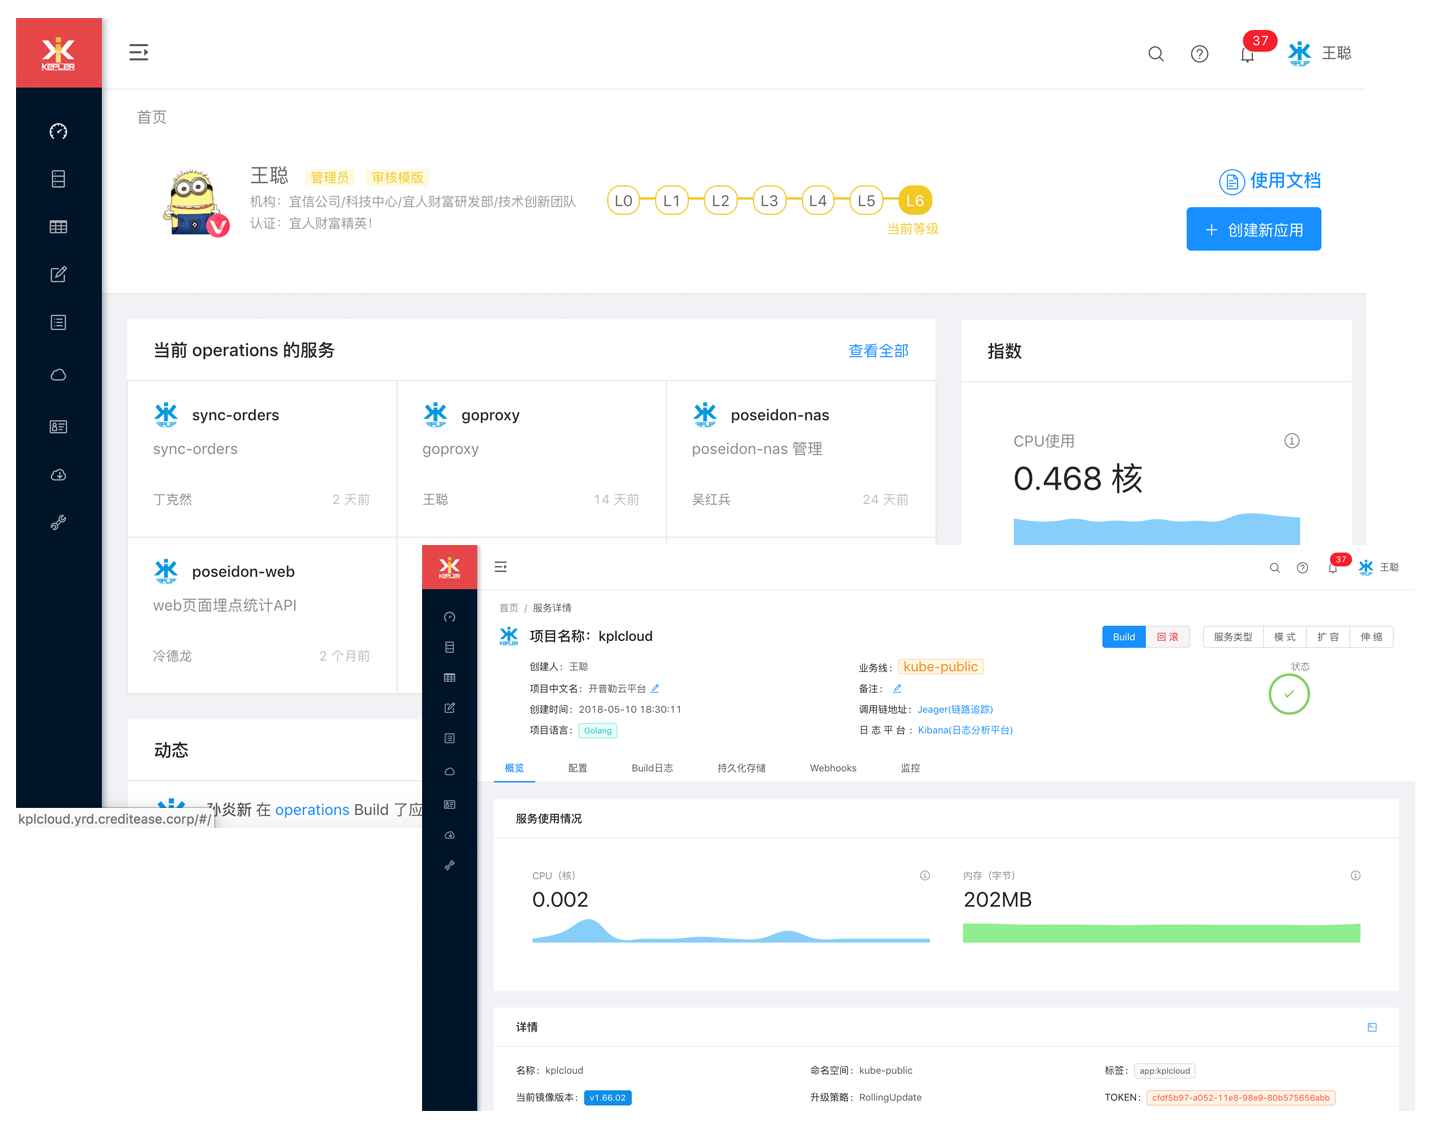 KEPLER
37
王聪
首页
王聪 管理员 审核模版
机构：宜信公司/科技中心/宜人财富研发部/技术创新团队
认证：宜人财富精英！
L0 L1 L2 L3 L4 L5 L6
当前等级
使用文档
+ 创建新应用
当前 operations 的服务 查看全部
sync-orders
sync-orders
丁克然 2 天前
goproxy
goproxy
王聪 14 天前
poseidon-nas
poseidon-nas 管理
吴红兵 24 天前
poseidon-web
web页面埋点统计API
冷德龙 2 个月前
指数
CPU使用
0.468 核
动态
孙炎新 在 operations Build 了应
kplcloud.yrd.creditease.corp/#/
KEPLER
37
王聪
首页 / 服务详情
项目名称：kplcloud
Build 回 滚 服务类型 模 式 扩 容 伸 缩
创建人：王聪
项目中文名：开普勒云平台
创建时间：2018-05-10 18:30:11
项目语言：Golang
业务线：kube-public
备注：
调用链地址：Jeager(链路追踪)
日 志 平 台：Kibana(日志分析平台)
状态
概览 配置 Build日志 持久化存储 Webhooks 监控
服务使用情况
CPU（核）
0.002
内存（字节）
202MB
详情
名称：kplcloud 命名空间：kube-public 标签：app:kplcloud
当前镜像版本：v1.66.02 升级策略：RollingUpdate TOKEN：cfdf5b97-a052-11e8-98e9-80b575656abb